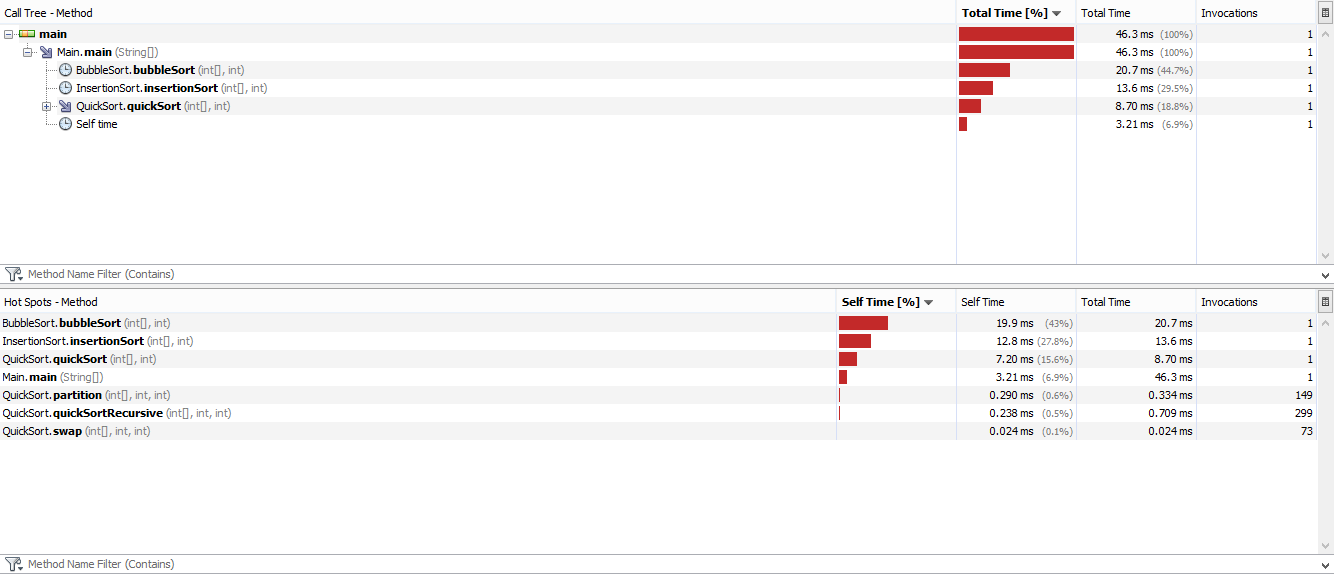 Call Tree - Method Total Time [%] Total Time Invocations
main 46.3 ms (100%) 1
Main.main (String[]) 46.3 ms (100%) 1
BubbleSort.bubbleSort (int[], int) 20.7 ms (44.7%) 1
InsertionSort.insertionSort (int[], int) 13.6 ms (29.5%) 1
QuickSort.quickSort (int[], int) 8.70 ms (18.8%) 1
Self time 3.21 ms (6.9%) 1
Method Name Filter (Contains)
Hot Spots - Method Self Time [%] Self Time Total Time Invocations
BubbleSort.bubbleSort (int[], int) 19.9 ms (43%) 20.7 ms 1
InsertionSort.insertionSort (int[], int) 12.8 ms (27.8%) 13.6 ms 1
QuickSort.quickSort (int[], int) 7.20 ms (15.6%) 8.70 ms 1
Main.main (String[]) 3.21 ms (6.9%) 46.3 ms 1
QuickSort.partition (int[], int, int) 0.290 ms (0.6%) 0.334 ms 149
QuickSort.quickSortRecursive (int[], int, int) 0.238 ms (0.5%) 0.709 ms 299
QuickSort.swap (int[], int, int) 0.024 ms (0.1%) 0.024 ms 73
Method Name Filter (Contains)